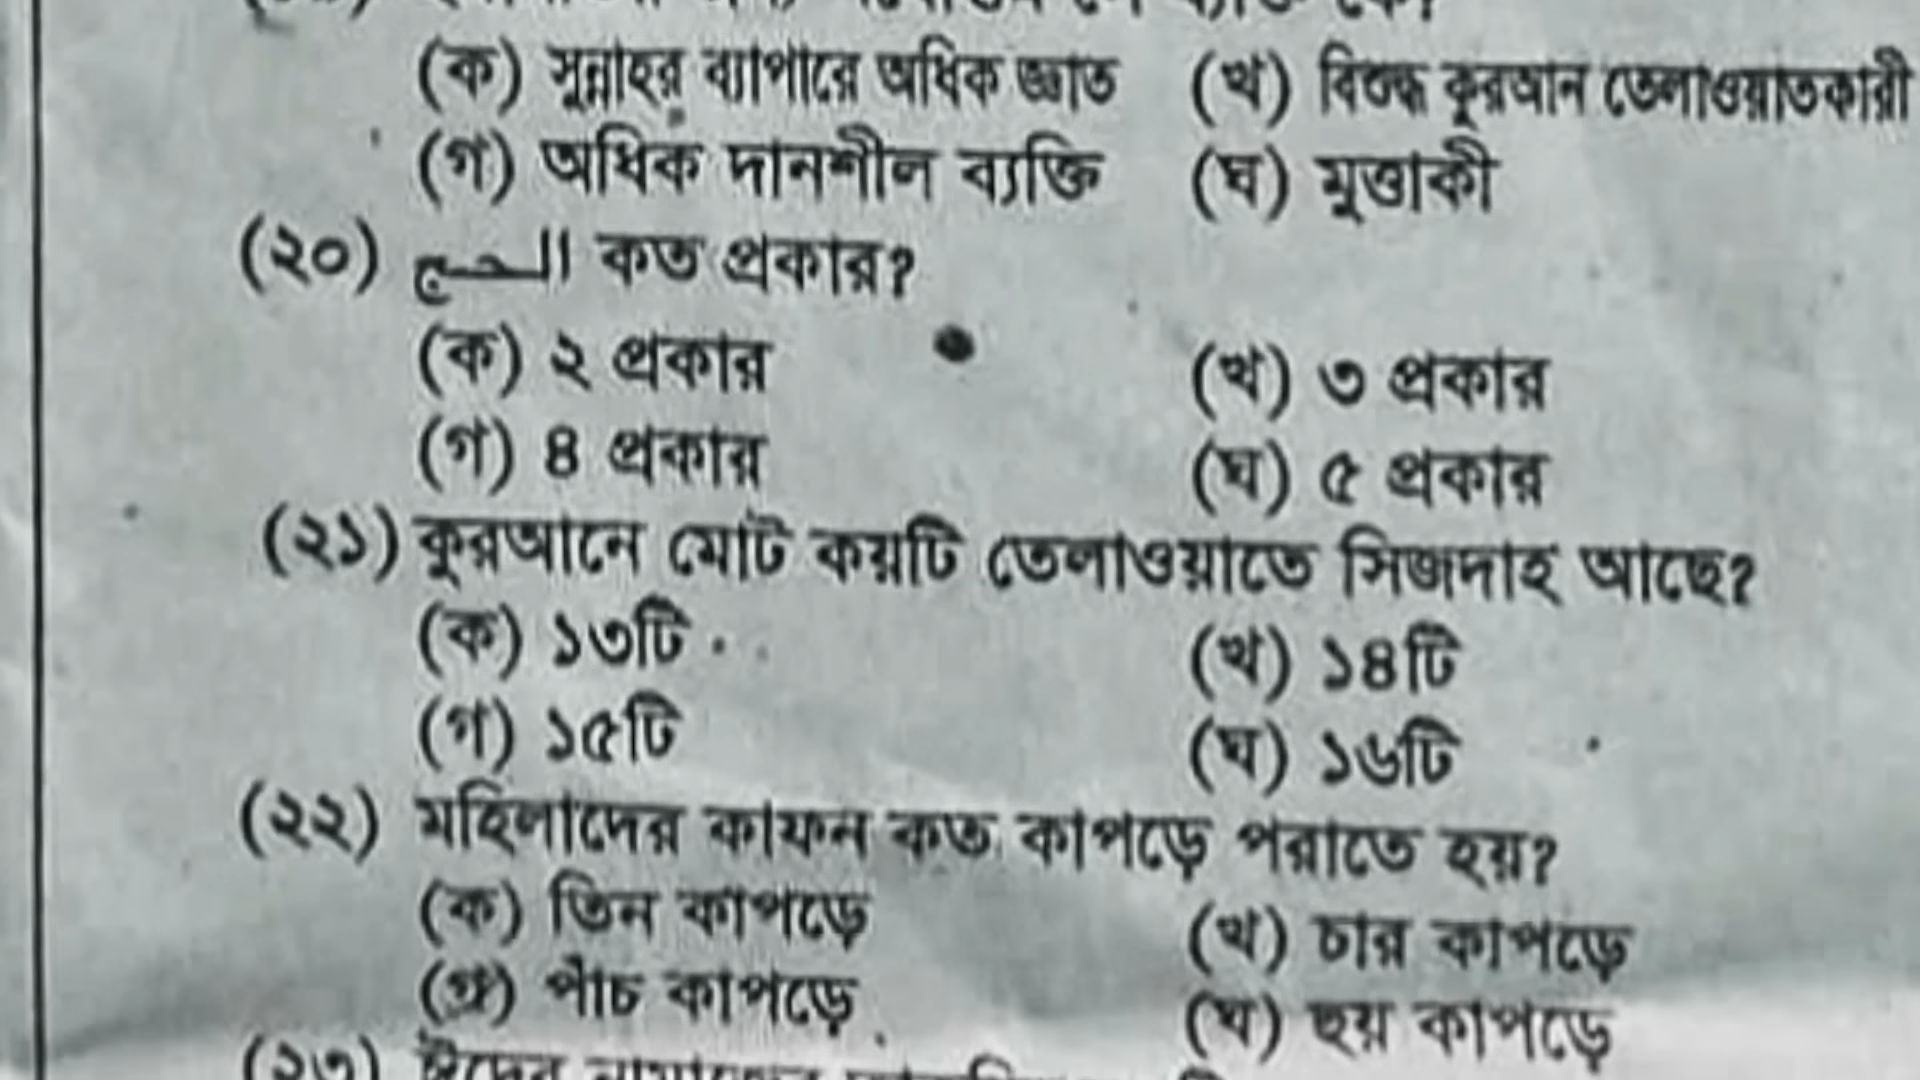 (ক) সুন্নাহর ব্যাপারে অধিক জ্ঞাত (খ) বিশুদ্ধ কুরআন তেলাওয়াতকারী
(গ) অধিক দানশীল ব্যক্তি (ঘ) মুত্তাকী
(২০) الحج কত প্রকার?
(ক) ২ প্রকার (খ) ৩ প্রকার
(গ) ৪ প্রকার (ঘ) ৫ প্রকার
(২১) কুরআনে মোট কয়টি তেলাওয়াতে সিজদাহ আছে?
(ক) ১৩টি (খ) ১৪টি
(গ) ১৫টি (ঘ) ১৬টি
(২২) মহিলাদের কাফন কত কাপড়ে পরাতে হয়?
(ক) তিন কাপড়ে (খ) চার কাপড়ে
(গ) পাঁচ কাপড়ে (ঘ) ছয় কাপড়ে
(২৩) ঈদের নামাজের